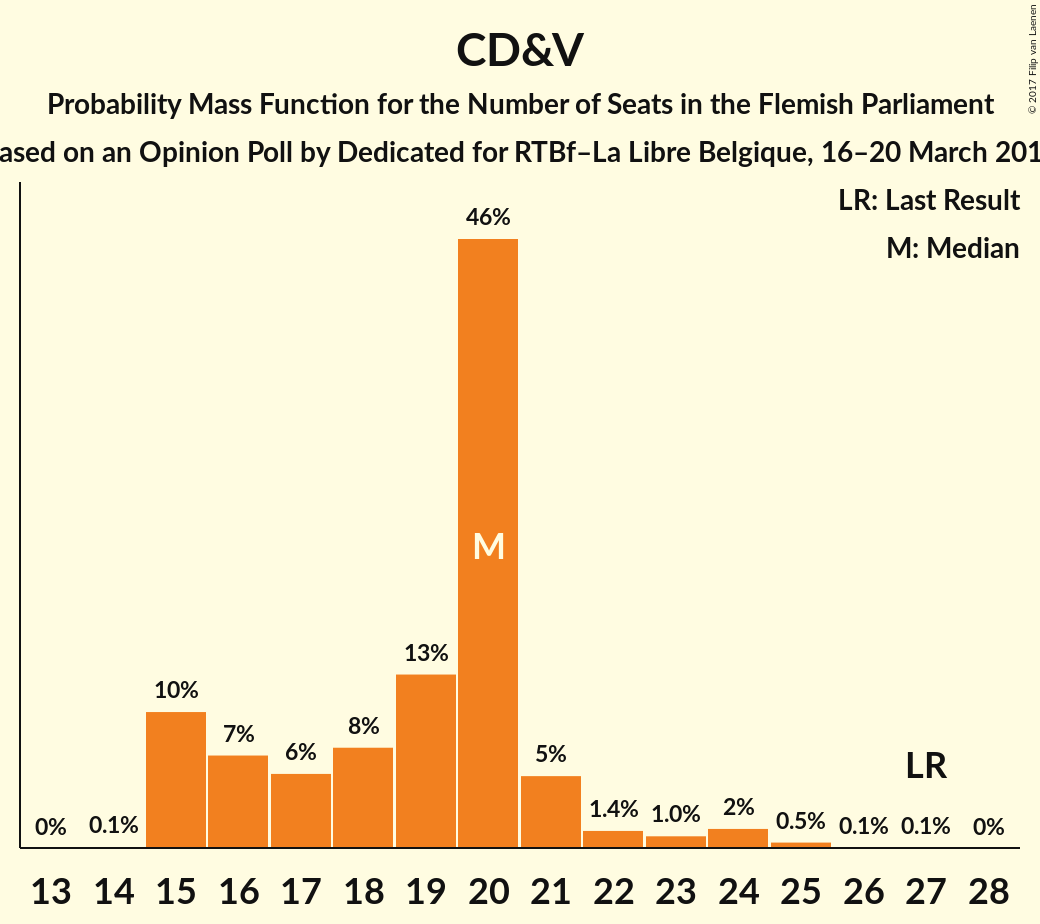 CD&V
Probability Mass Function for the Number of Seats in the Flemish Parliament
ased on an Opinion Poll by Dedicated for RTBf–La Libre Belgique, 16–20 March 201
© 2017 Filip van Laenen
LR: Last Result
M: Median
46%
M
13%
10%
8%
7%
6%
5%
LR
2%
1.4%
1.0%
0.5%
0%
0.1%
0.1%
0.1%
0%
13 14 15 16 17 18 19 20 21 22 23 24 25 26 27 28